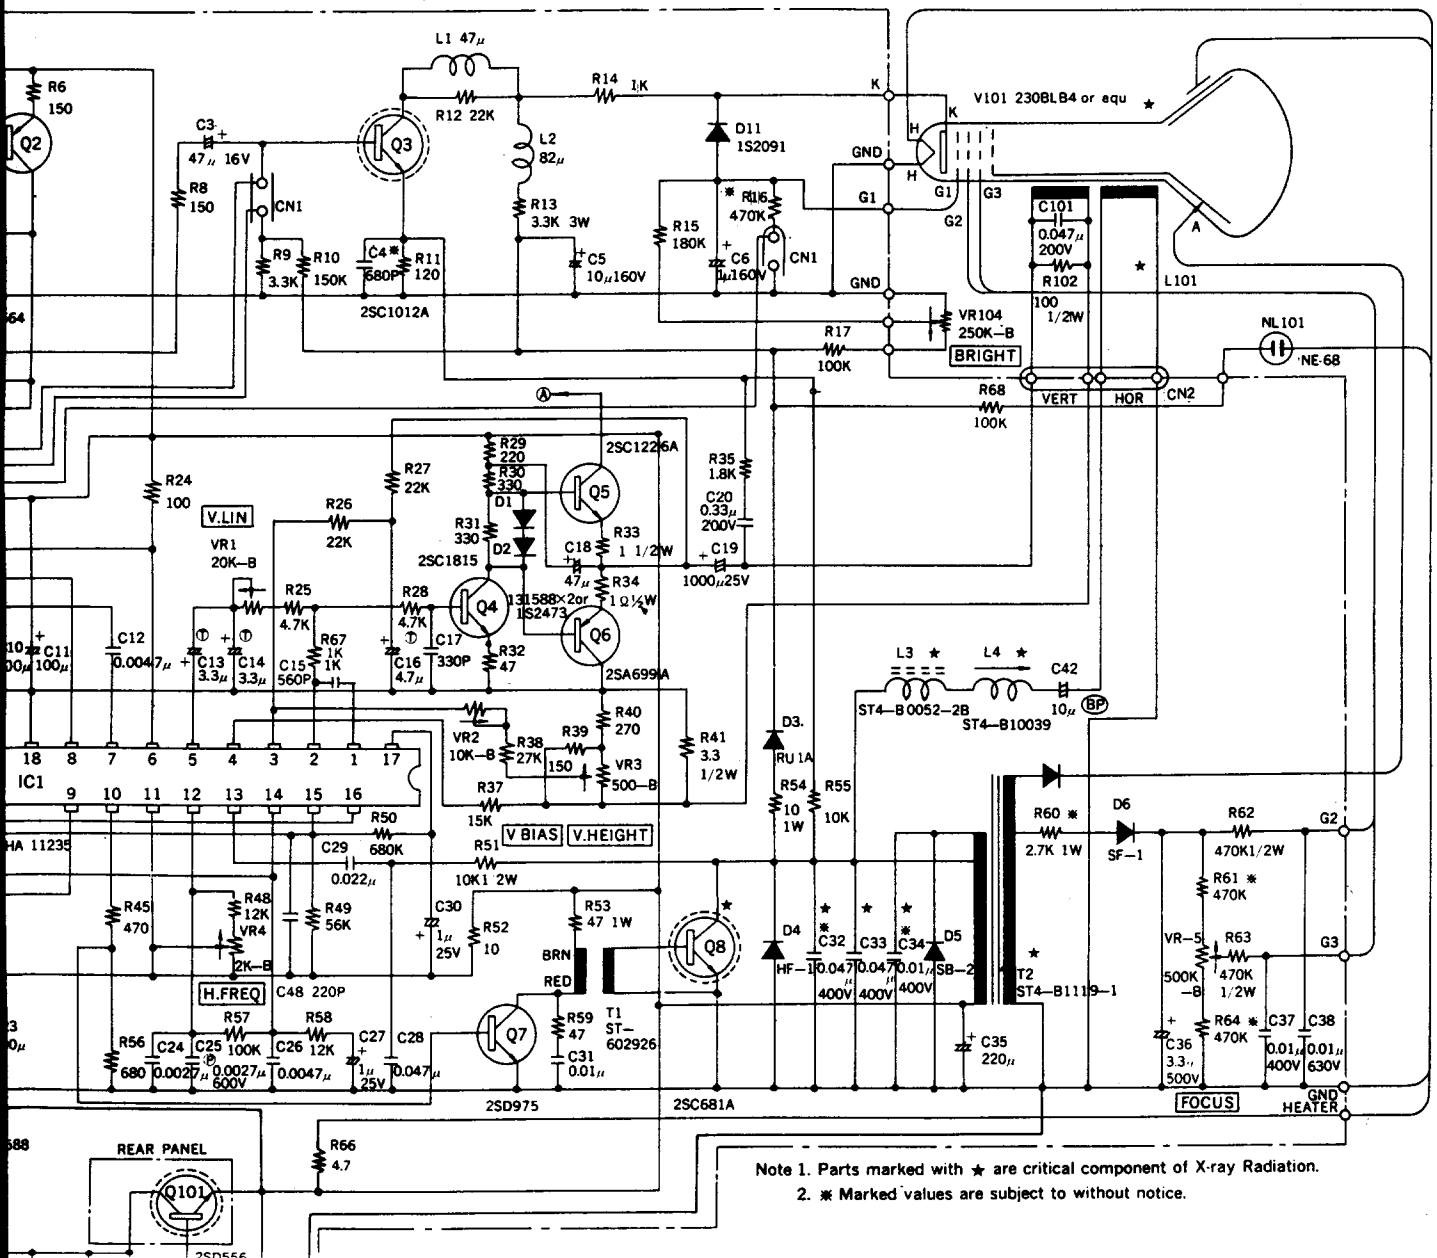 L1 47μ
R6
150
Q2
C3 +
47μ 16V
R12 22K
Q3
R14 1K
K
V101 230BLB4 or equ ★
K
H
D11
1S2091
L2
82μ
GND
H
R8
150
CN1
R13
3.3K 3W
※ R16
470K
G1
G1
G3
G2
C101
0.047μ
200V
A
R15
180K
R9
3.3K
R10
150K
C4※
680P
R11
120
C5
10μ160V
+
C6
1μ160V
CN1
R102
100
1/2W
★
L101
GND
2SC1012A
564
VR104
250K-B
BRIGHT
NL101
NE-68
R17
100K
VERT
HOR
CN2
R68
100K
Ⓐ
R29
220
2SC1226A
R30
330
Q5
R35
1.8K
R27
22K
R24
100
C20
0.33μ
200V
V.LIN
R26
22K
D1
R31
330
D2
R33
1 1/2W
VR1
20K-B
2SC1815
C18
47μ
+ C19
1000μ25V
R34
1Ω½W
R25
4.7K
R28
4.7K
Q4
1S1588×2or
1S2473
Q6
C11
100μ
C12
0.0047μ
C13
3.3μ
C14
3.3μ
R67
1K
1K
C15
560P
C16
4.7μ
C17
330P
R32
47
2SA699A
L3 ★
L4 ★
C42
10μ
BP
ST4-B0052-2B
ST4-B10039
VR2
10K-B
R38
27K
R39
150
R40
270
VR3
500-B
R41
3.3
1/2W
D3
RU1A
18 8 7 6 5 4 3 2 1 17
IC1
9 10 11 12 13 14 15 16
R37
15K
V BIAS
V.HEIGHT
R54
10
1W
R55
10K
R60 ※
2.7K 1W
D6
SF-1
R62
470K1/2W
G2
HA 11235
R50
680K
C29
0.022μ
R51
10K1 2W
R61 ※
470K
R45
470
R48
12K
VR4
2K-B
R49
56K
C30
+ 1μ
25V
R52
10
R53
47 1W
BRN
RED
Q8
★
D4
HF-1
★
※
C32
0.047μ
400V
★
C33
0.047μ
400V
★
※
C34
0.01μ
400V
D5
SB-2
★
T2
ST4-B1119-1
VR-5
500K
-B
R63
470K
1/2W
G3
H.FREQ
C48 220P
T1
ST-
602926
R56
680
C24
0.0027μ
C25
0.0027μ
600V
R57
100K
C26
0.0047μ
R58
12K
C27
+
1μ
25V
C28
0.047μ
Q7
R59
47
C31
0.01μ
C35
220μ
R64 ※
470K
C36
3.3μ
500V
C37
0.01μ
400V
C38
0.01μ
630V
2SD975
2SC681A
FOCUS
GND
HEATER
588
REAR PANEL
R66
4.7
Q101
2SD556
Note 1. Parts marked with ★ are critical component of X-ray Radiation.
2. ※ Marked values are subject to without notice.